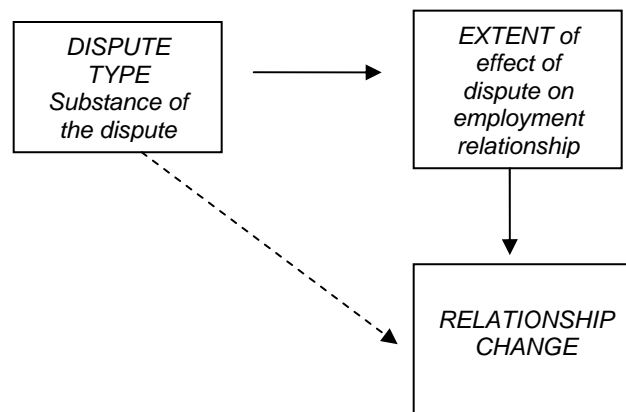 DISPUTE
TYPE
Substance of
the dispute
EXTENT of
effect of
dispute on
employment
relationship
RELATIONSHIP
CHANGE